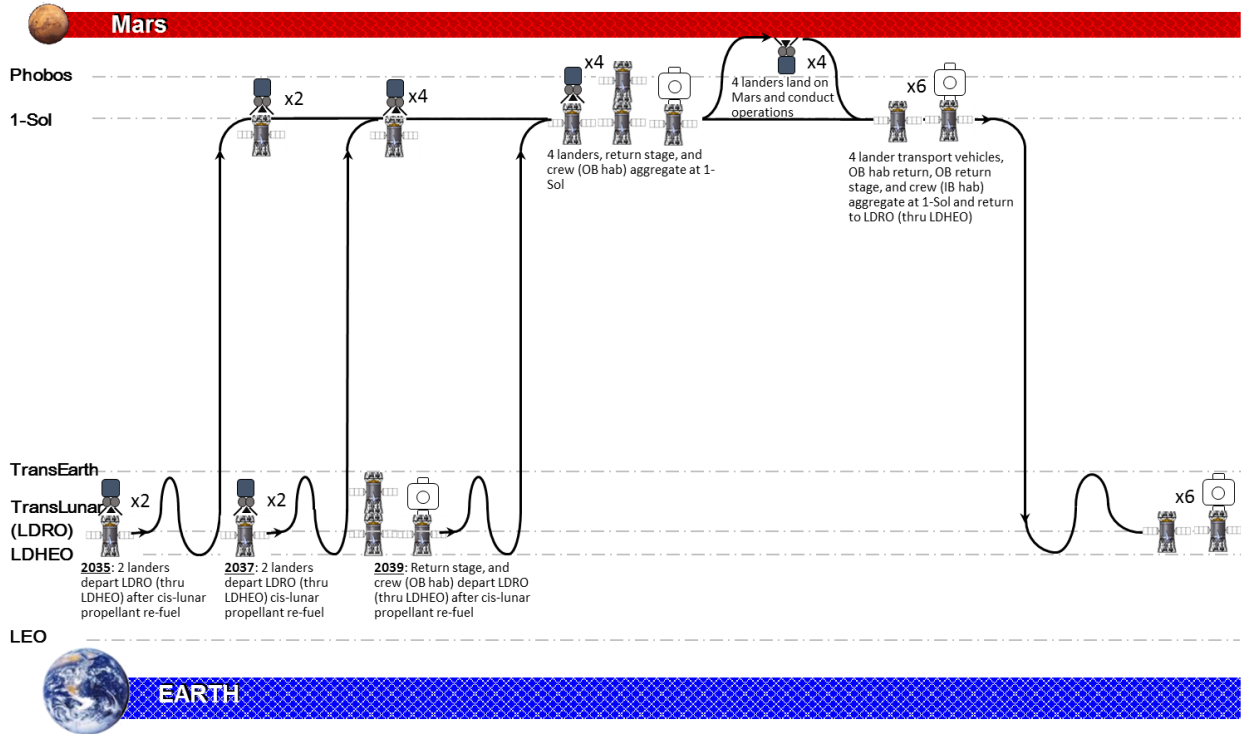 Mars
Phobos
x2
x4
x4
x4
4 landers land on
Mars and conduct
operations
x6
1-Sol
4 landers, return stage, and
crew (OB hab) aggregate at 1-
Sol
4 lander transport vehicles,
OB hab return, OB return
stage, and crew (IB hab)
aggregate at 1-Sol and return
to LDRO (thru LDHEO)
TransEarth
TransLunar
(LDRO)
LDHEO
x2
x2
x6
2035: 2 landers
depart LDRO (thru
LDHEO) after cis-lunar
propellant re-fuel
2037: 2 landers
depart LDRO (thru
LDHEO) cis-lunar
propellant re-fuel
2039: Return stage, and
crew (OB hab) depart LDRO
(thru LDHEO) after cis-lunar
propellant re-fuel
LEO
EARTH